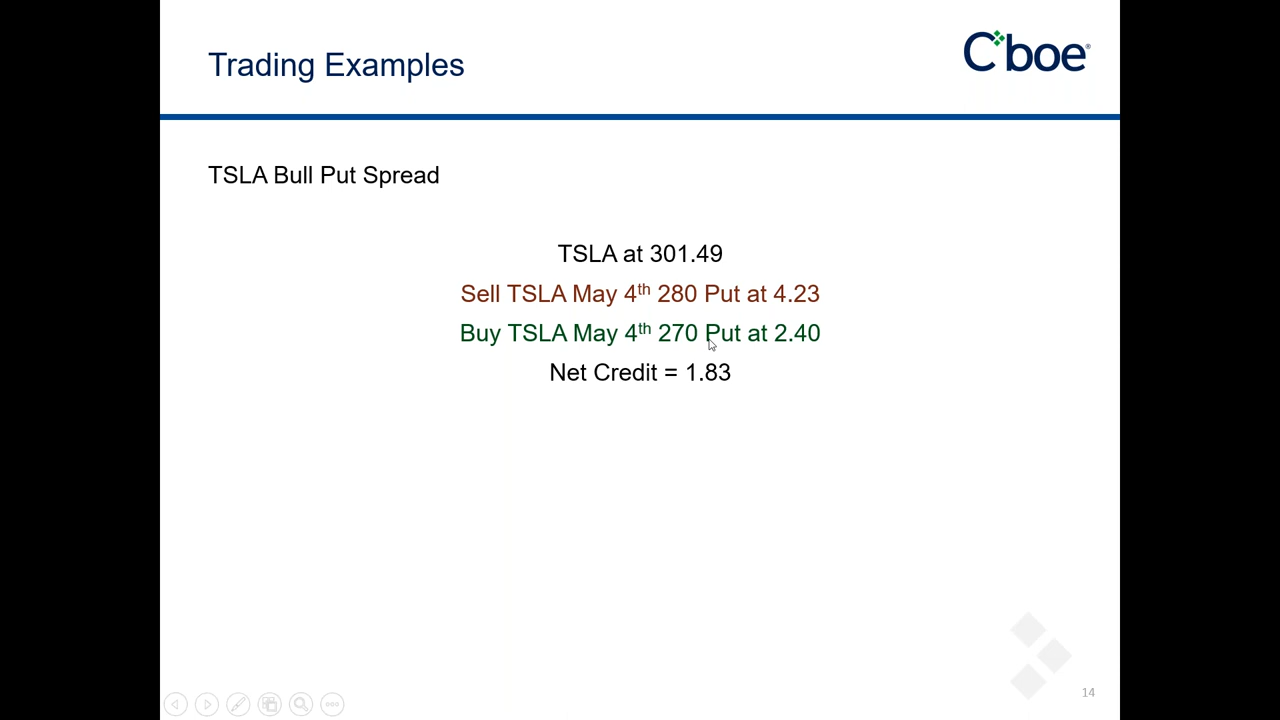 Trading Examples
Cboe®
TSLA Bull Put Spread
TSLA at 301.49
Sell TSLA May 4th 280 Put at 4.23
Buy TSLA May 4th 270 Put at 2.40
Net Credit = 1.83
14